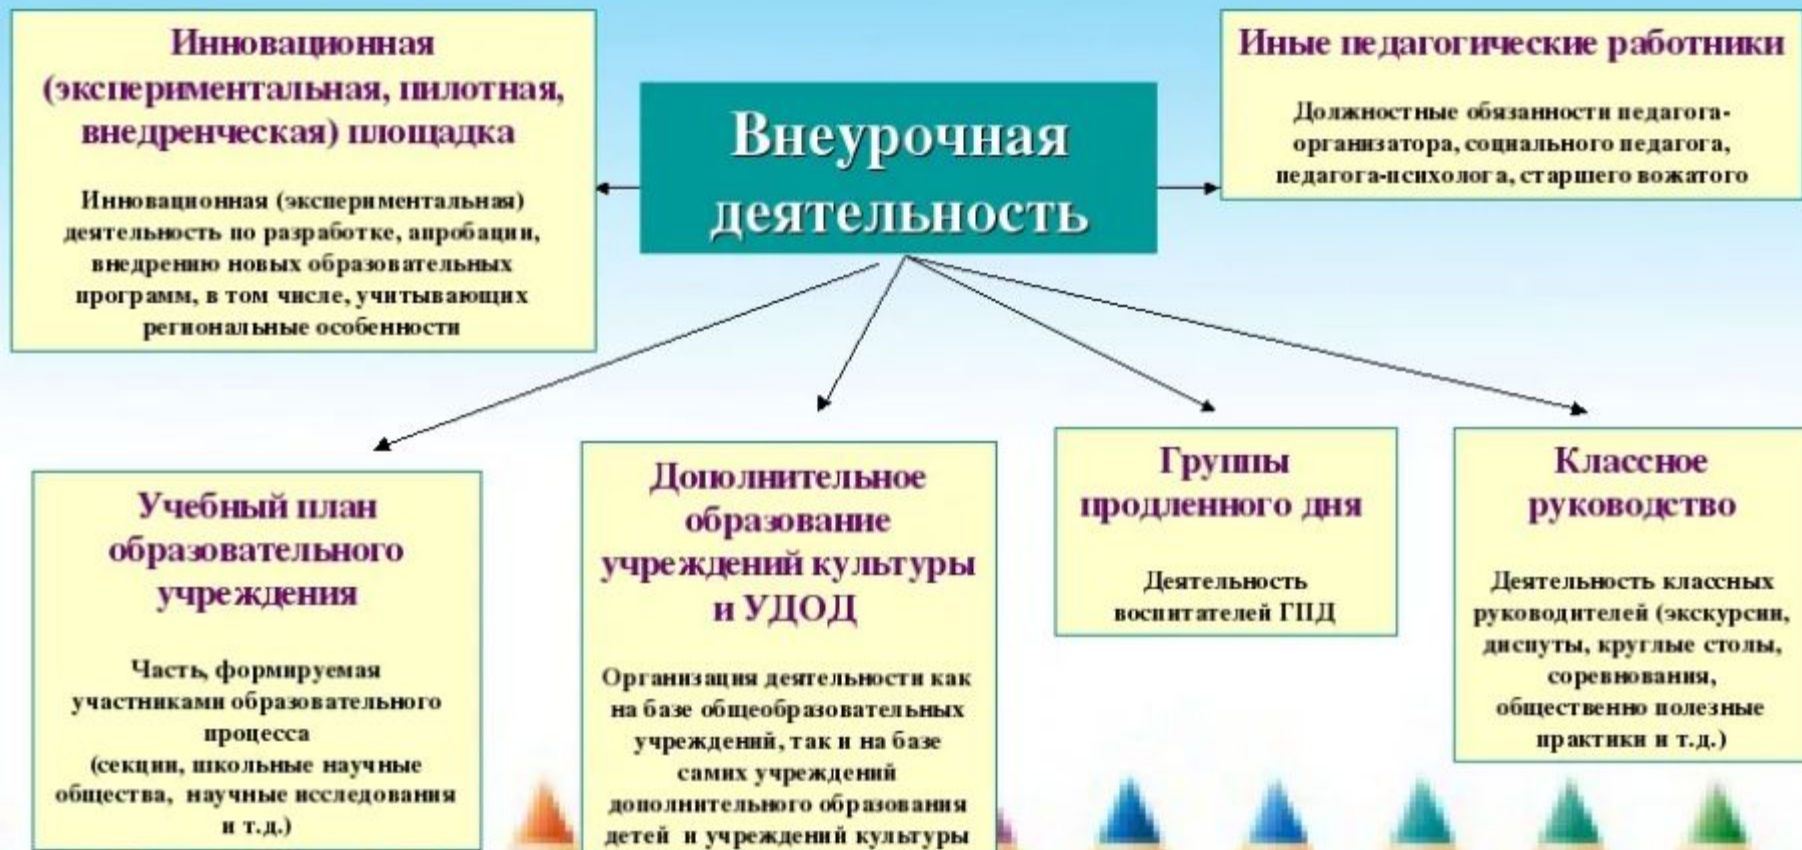 Инновационная
(экспериментальная, пилотная,
внедренческая) площадка
Инновационная (экспериментальная)
деятельность по разработке, апробации,
внедрению новых образовательных
программ, в том числе, учитывающих
региональные особенности
Внеурочная
деятельность
Иные педагогические работники
Должностные обязанности педагога-
организатора, социального педагога,
педагога-психолога, старшего вожатого
Учебный план
образовательного
учреждения
Часть, формируемая
участниками образовательного
процесса
(секции, школьные научные
общества, научные исследования
и т.д.)
Дополнительное
образование
учреждений культуры
и УДОД
Организация деятельности как
на базе общеобразовательных
учреждений, так и на базе
самих учреждений
дополнительного образования
детей и учреждений культуры
Группы
продленного дня
Деятельность
воспитателей ГПД
Классное
руководство
Деятельность классных
руководителей (экскурсии,
диспуты, круглые столы,
соревнования,
общественно полезные
практики и т.д.)